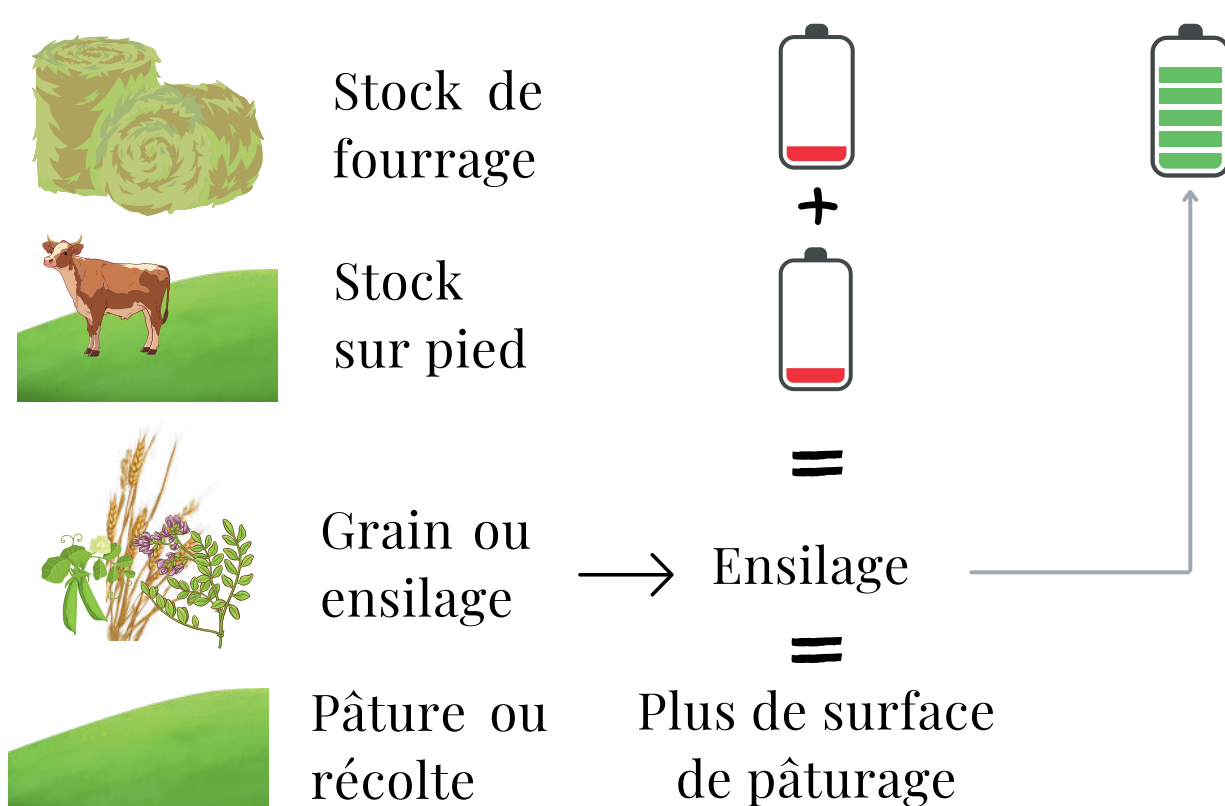 Stock de
fourrage
+
Stock
sur pied
=
Grain ou
ensilage
Ensilage
=
Pâture ou
récolte
Plus de surface
de pâturage